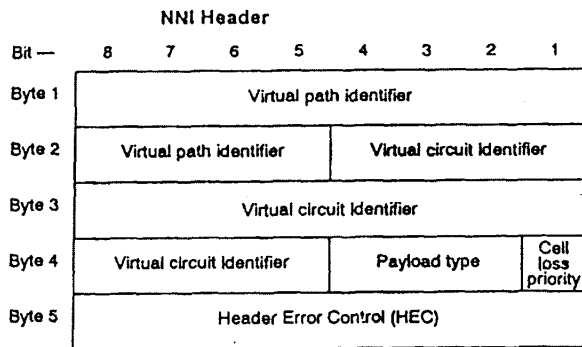 NNI Header
Bit — 8 7 6 5 4 3 2 1
Byte 1 Virtual path identifier
Byte 2 Virtual path identifier Virtual circuit identifier
Byte 3 Virtual circuit identifier
Byte 4 Virtual circuit identifier Payload type Cell loss priority
Byte 5 Header Error Control (HEC)